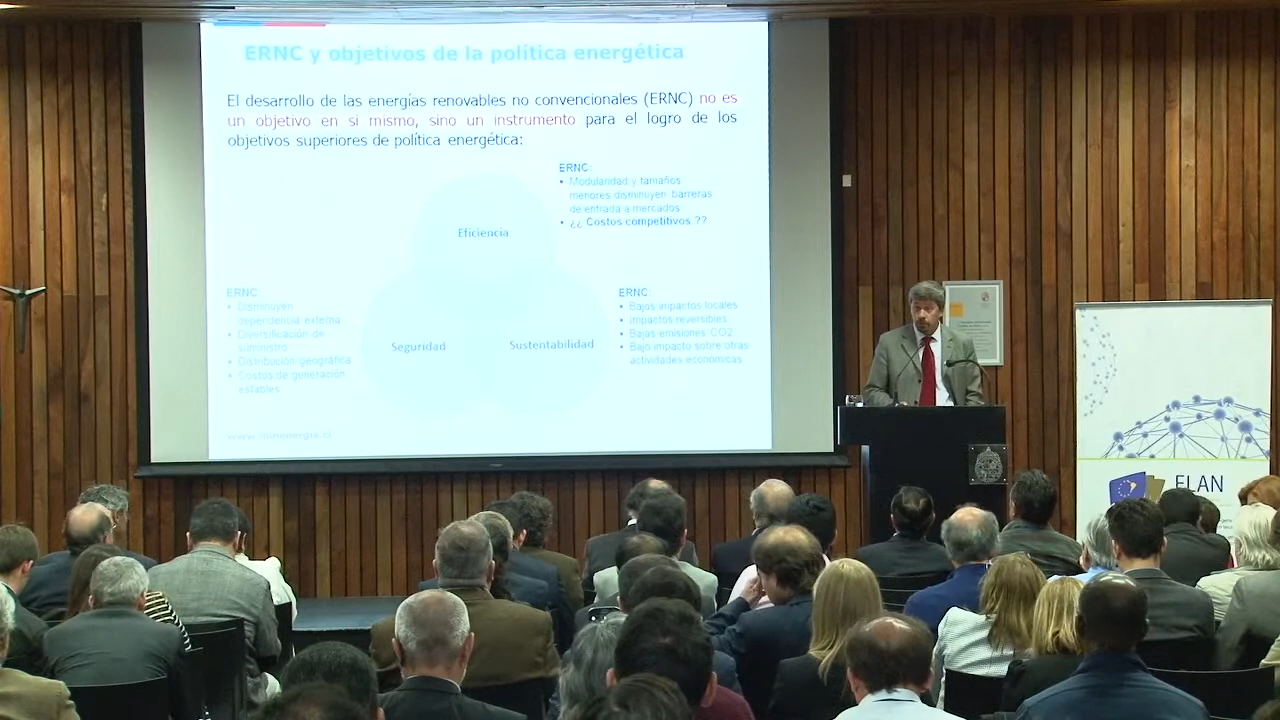 ERNC y objetivos de la política energética
El desarrollo de las energías renovables no convencionales (ERNC) no es
un objetivo en si mismo, sino un instrumento para el logro de los
objetivos superiores de política energética:
ERNC:
• Modularidad y tamaños
menores disminuyen barreras
de entrada a mercados
• ¿¿ Costos competitivos ??
Eficiencia
ERNC:
• Disminuyen
dependencia externa
• Diversificación de
suministro
• Distribución geográfica
• Costos de generación
estables
Seguridad
Sustentabilidad
ERNC:
• Bajos impactos locales
• Impactos reversibles
• Bajas emisiones CO2
• Bajo impacto sobre otras
actividades económicas
www.minenergia.cl
ELAN